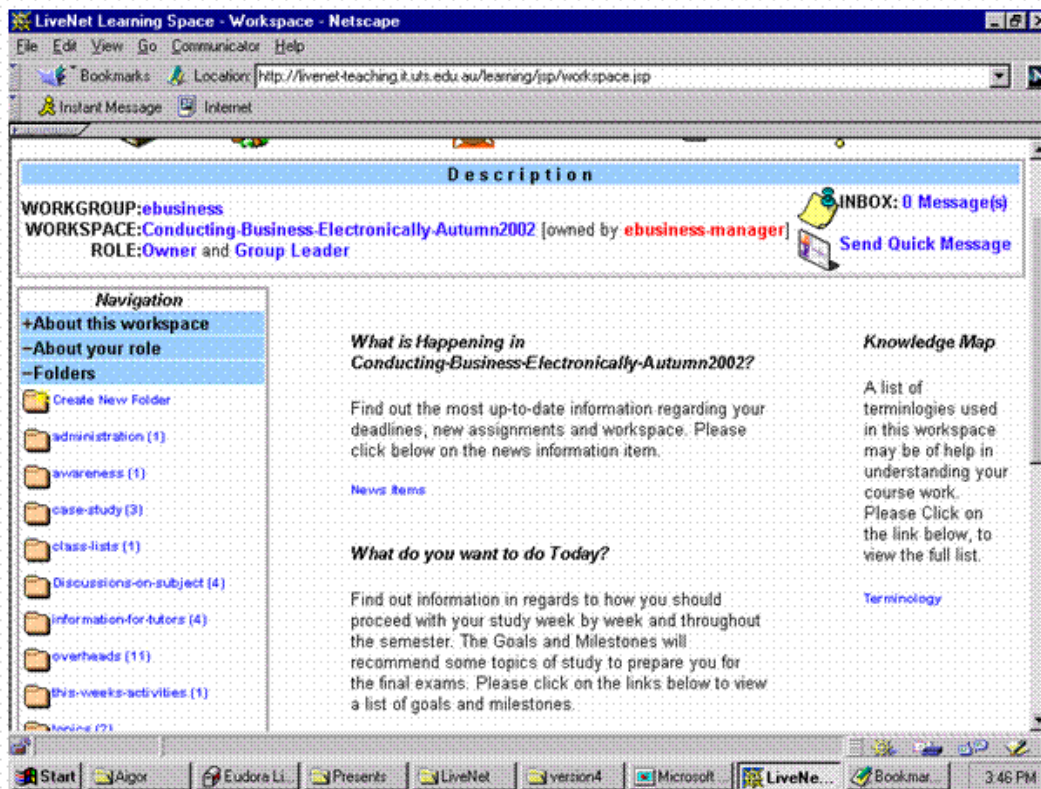 LiveNet Learning Space - Workspace - Netscape
File Edit View Go Communicator Help
Bookmarks Location: http://livenet-teaching.it.uts.edu.au/learning/jsp/workspace.jsp
Instant Message Internet
Description
WORKGROUP:ebusiness
WORKSPACE:Conducting-Business-Electronically-Autumn2002 [owned by ebusiness-manager]
ROLE:Owner and Group Leader
INBOX: 0 Message(s)
Send Quick Message
Navigation
+About this workspace
-About your role
-Folders
Create New Folder
administration (1)
awareness (1)
case-study (3)
class-lists (1)
Discussions-on-subject (4)
information-for-tutors (4)
overheads (11)
this-weeks-activities (1)
topics (2)
What is Happening in
Conducting-Business-Electronically-Autumn2002?
Find out the most up-to-date information regarding your
deadlines, new assignments and workspace. Please
click below on the news information item.
News Items
What do you want to do Today?
Find out information in regards to how you should
proceed with your study week by week and throughout
the semester. The Goals and Milestones will
recommend some topics of study to prepare you for
the final exams. Please click on the links below to view
a list of goals and milestones.
Knowledge Map
A list of
terminlogies used
in this workspace
may be of help in
understanding your
course work.
Please Click on
the link below, to
view the full list.
Terminology
Start Aigor Eudora Li... Presents LiveNet version4 Microsoft ... LiveNe... Bookmar... 3:46 PM